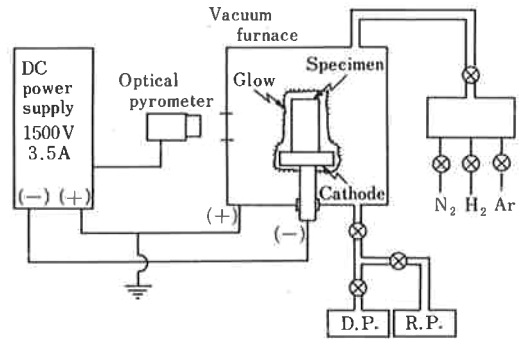 Vacuum
furnace
DC
power
supply
1500V
3.5A
(−) (+)
Optical
pyrometer
Glow
Specimen
Cathode
(+)
(−)
N₂ H₂ Ar
D.P. R.P.